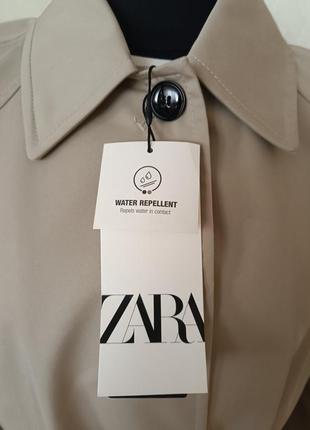 WATER REPELLENT
Repels water in contact
ZARA